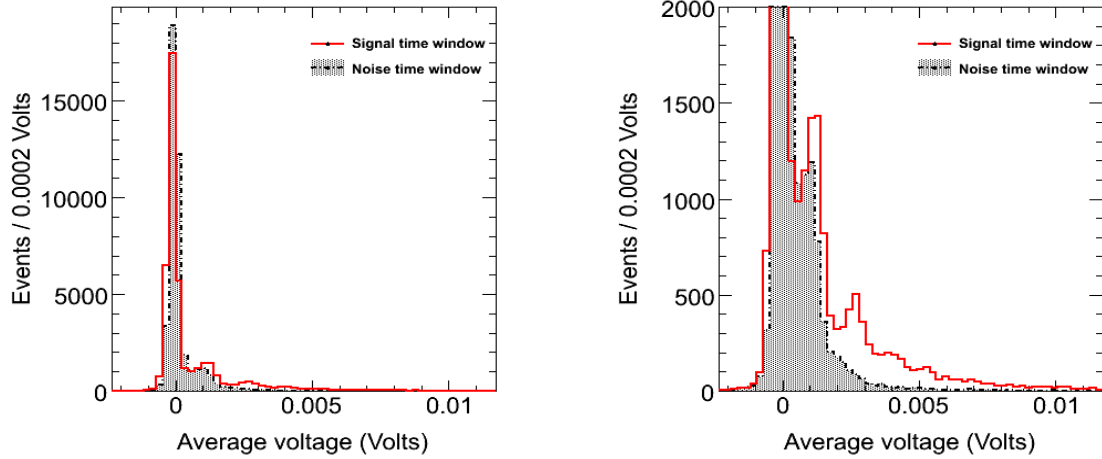 Events / 0.0002 Volts
15000
10000
5000
0
Signal time window
Noise time window
0
0.005
0.01
Average voltage (Volts)
Events / 0.0002 Volts
2000
1500
1000
500
0
Signal time window
Noise time window
0
0.005
0.01
Average voltage (Volts)